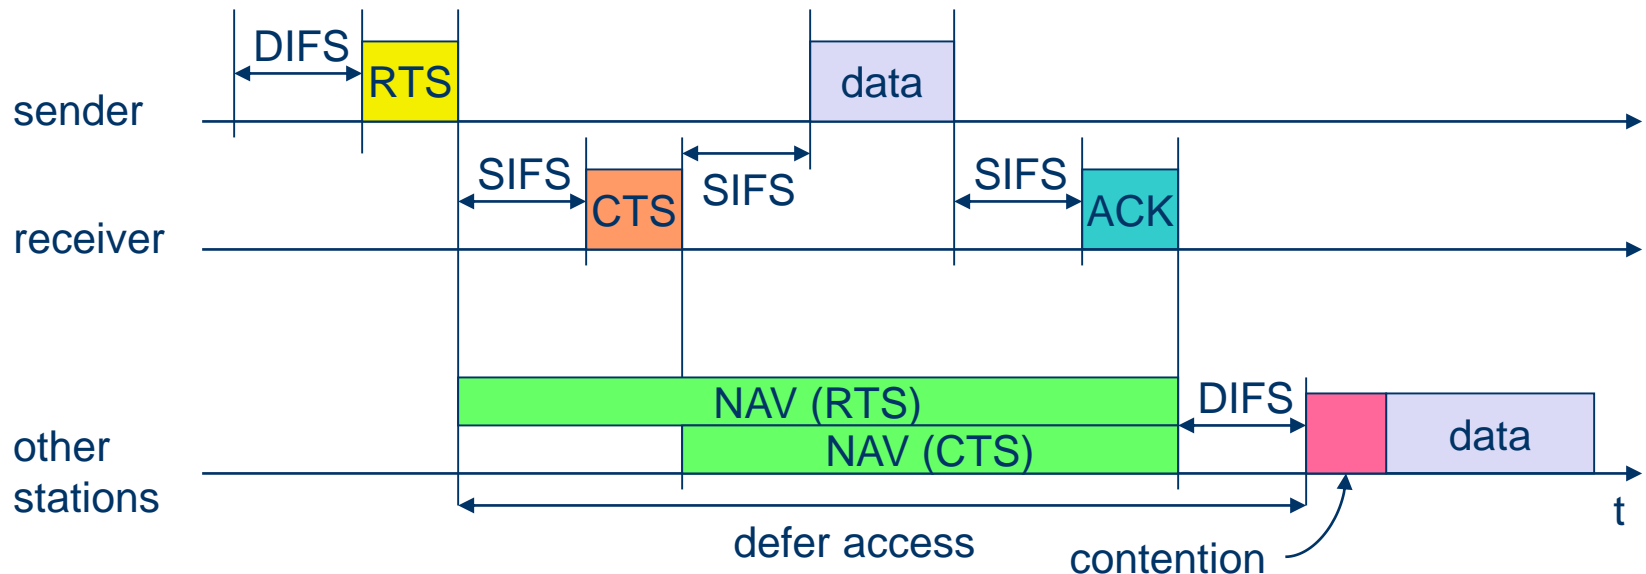 DIFS
RTS
data
sender
SIFS
CTS
SIFS
SIFS
ACK
receiver
NAV (RTS)
DIFS
NAV (CTS)
data
other
stations
t
defer access
contention